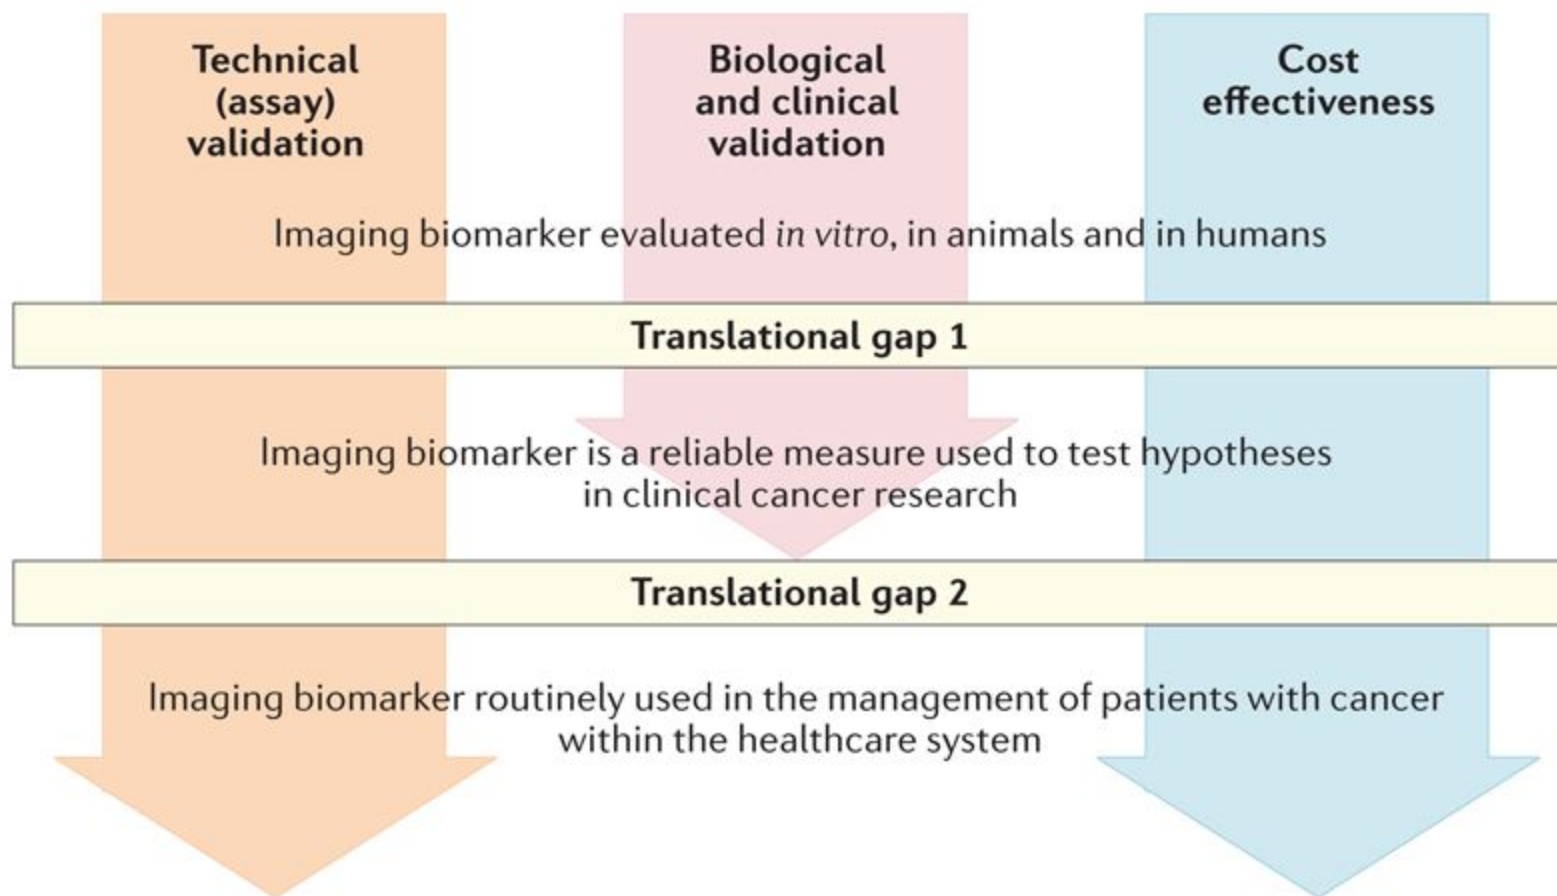 Technical
(assay)
validation
Biological
and clinical
validation
Cost
effectiveness
Imaging biomarker evaluated in vitro, in animals and in humans
Translational gap 1
Imaging biomarker is a reliable measure used to test hypotheses
in clinical cancer research
Translational gap 2
Imaging biomarker routinely used in the management of patients with cancer
within the healthcare system